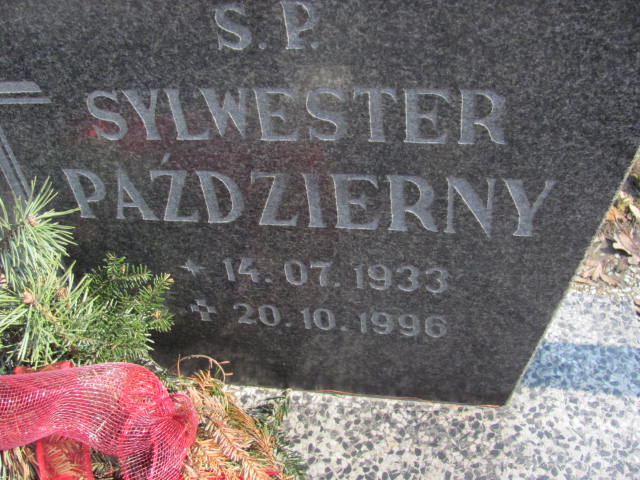 Ś.P.
SYLWESTER
PAŹDZIERNY
* 14.07.1933
✝ 20.10.1996